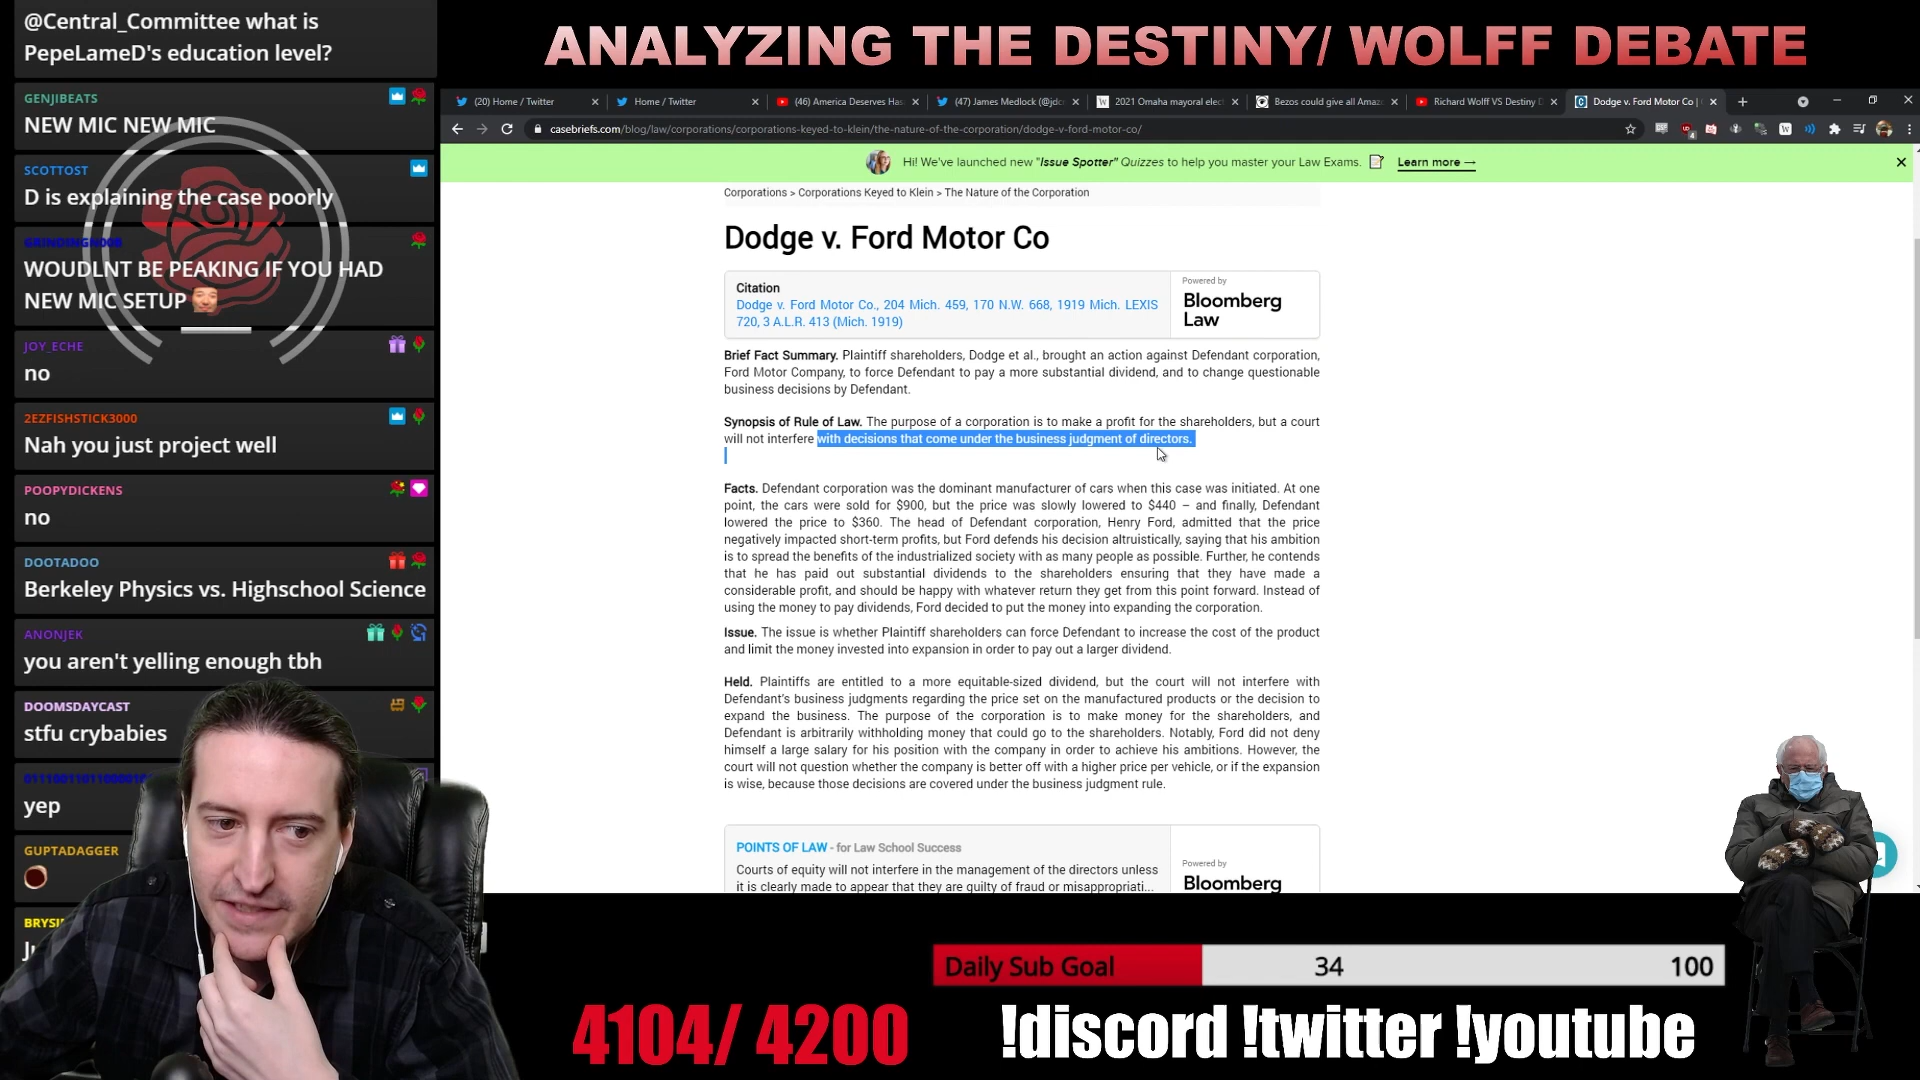 @Central_Committee what is
PepeLameD's education level?
GENJIBEATS
NEW MIC NEW MIC
SCOTTOST
D is explaining the case poorly
GRINDINGN00B
WOUDLNT BE PEAKING IF YOU HAD
NEW MIC SETUP
JOY_ECHE
no
2EZFISHSTICK3000
Nah you just project well
POOPYDICKENS
no
DOOTADOO
Berkeley Physics vs. Highschool Science
ANONJEK
you aren't yelling enough tbh
DOOMSDAYCAST
stfu crybabies
yep
GUPTADAGGER
ANALYZING THE DESTINY/ WOLFF DEBATE
(20) Home / Twitter
Home / Twitter
(46) America Deserves Ha
(47) James Medlock (@jdc
2021 Omaha mayoral elec
Bezos could give all Amaz
Richard Wolff VS Destiny D
Dodge v. Ford Motor Co |
casebriefs.com/blog/law/corporations/corporations-keyed-to-klein/the-nature-of-the-corporation/dodge-v-ford-motor-co/
Hi! We've launched new "Issue Spotter" Quizzes to help you master your Law Exams. Learn more →
Corporations > Corporations Keyed to Klein > The Nature of the Corporation
Dodge v. Ford Motor Co
Citation
Dodge v. Ford Motor Co., 204 Mich. 459, 170 N.W. 668, 1919 Mich. LEXIS
720, 3 A.L.R. 413 (Mich. 1919)
Powered by
Bloomberg
Law
Brief Fact Summary. Plaintiff shareholders, Dodge et al., brought an action against Defendant corporation,
Ford Motor Company, to force Defendant to pay a more substantial dividend, and to change questionable
business decisions by Defendant.
Synopsis of Rule of Law. The purpose of a corporation is to make a profit for the shareholders, but a court
will not interfere with decisions that come under the business judgment of directors.
Facts. Defendant corporation was the dominant manufacturer of cars when this case was initiated. At one
point, the cars were sold for $900, but the price was slowly lowered to $440 – and finally, Defendant
lowered the price to $360. The head of Defendant corporation, Henry Ford, admitted that the price
negatively impacted short-term profits, but Ford defends his decision altruistically, saying that his ambition
is to spread the benefits of the industrialized society with as many people as possible. Further, he contends
that he has paid out substantial dividends to the shareholders ensuring that they have made a
considerable profit, and should be happy with whatever return they get from this point forward. Instead of
using the money to pay dividends, Ford decided to put the money into expanding the corporation.
Issue. The issue is whether Plaintiff shareholders can force Defendant to increase the cost of the product
and limit the money invested into expansion in order to pay out a larger dividend.
Held. Plaintiffs are entitled to a more equitable-sized dividend, but the court will not interfere with
Defendant's business judgments regarding the price set on the manufactured products or the decision to
expand the business. The purpose of the corporation is to make money for the shareholders, and
Defendant is arbitrarily withholding money that could go to the shareholders. Notably, Ford did not deny
himself a large salary for his position with the company in order to achieve his ambitions. However, the
court will not question whether the company is better off with a higher price per vehicle, or if the expansion
is wise, because those decisions are covered under the business judgment rule.
POINTS OF LAW - for Law School Success
Courts of equity will not interfere in the management of the directors unless
it is clearly made to appear that they are guilty of fraud or misappropriati...
Powered by
Bloomberg
Daily Sub Goal 34 100
4104/ 4200
!discord !twitter !youtube